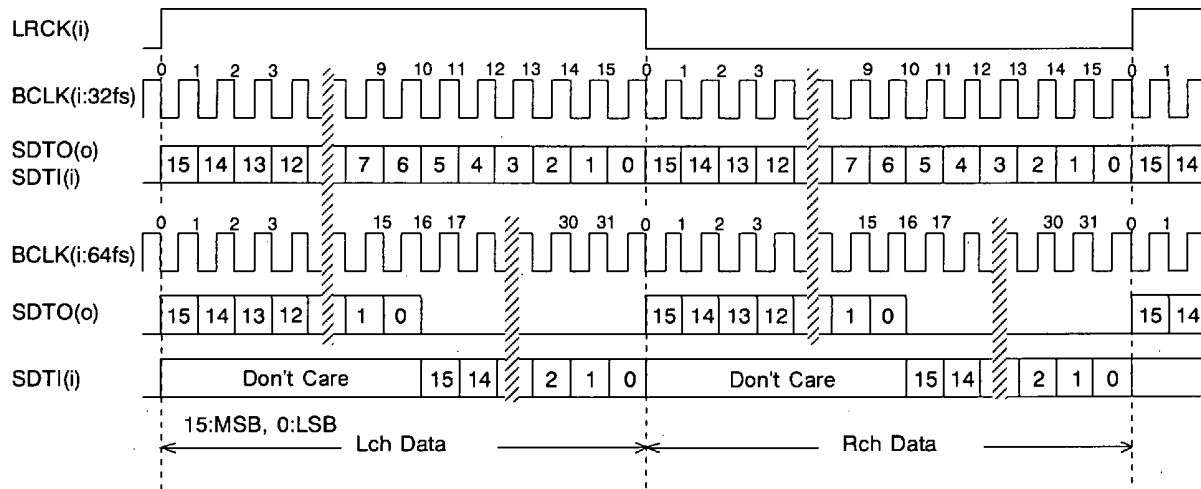 LRCK(i)
0 1 2 3 9 10 11 12 13 14 15 0 1 2 3 9 10 11 12 13 14 15 0 1
BCLK(i:32fs)
SDTO(o)
SDTI(i)
15 14 13 12 7 6 5 4 3 2 1 0 15 14 13 12 7 6 5 4 3 2 1 0 15 14
0 1 2 3 15 16 17 30 31 0 1 2 3 15 16 17 30 31 0 1
BCLK(i:64fs)
SDTO(o) 15 14 13 12 1 0 15 14 13 12 1 0 15 14
SDTI(i) Don't Care 15 14 2 1 0 Don't Care 15 14 2 1 0
15:MSB, 0:LSB
Lch Data Rch Data